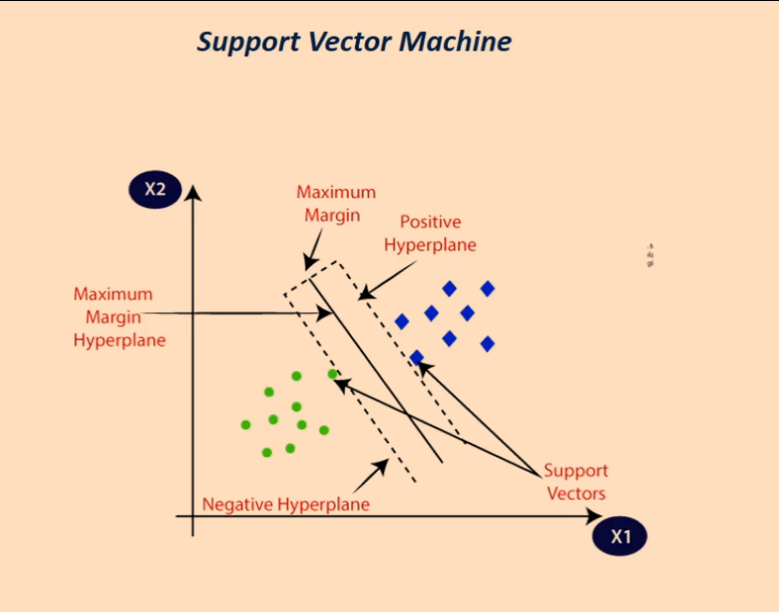 Support Vector Machine
X2
Maximum
Margin
Positive
Hyperplane
Maximum
Margin
Hyperplane
Support
Vectors
Negative Hyperplane
X1